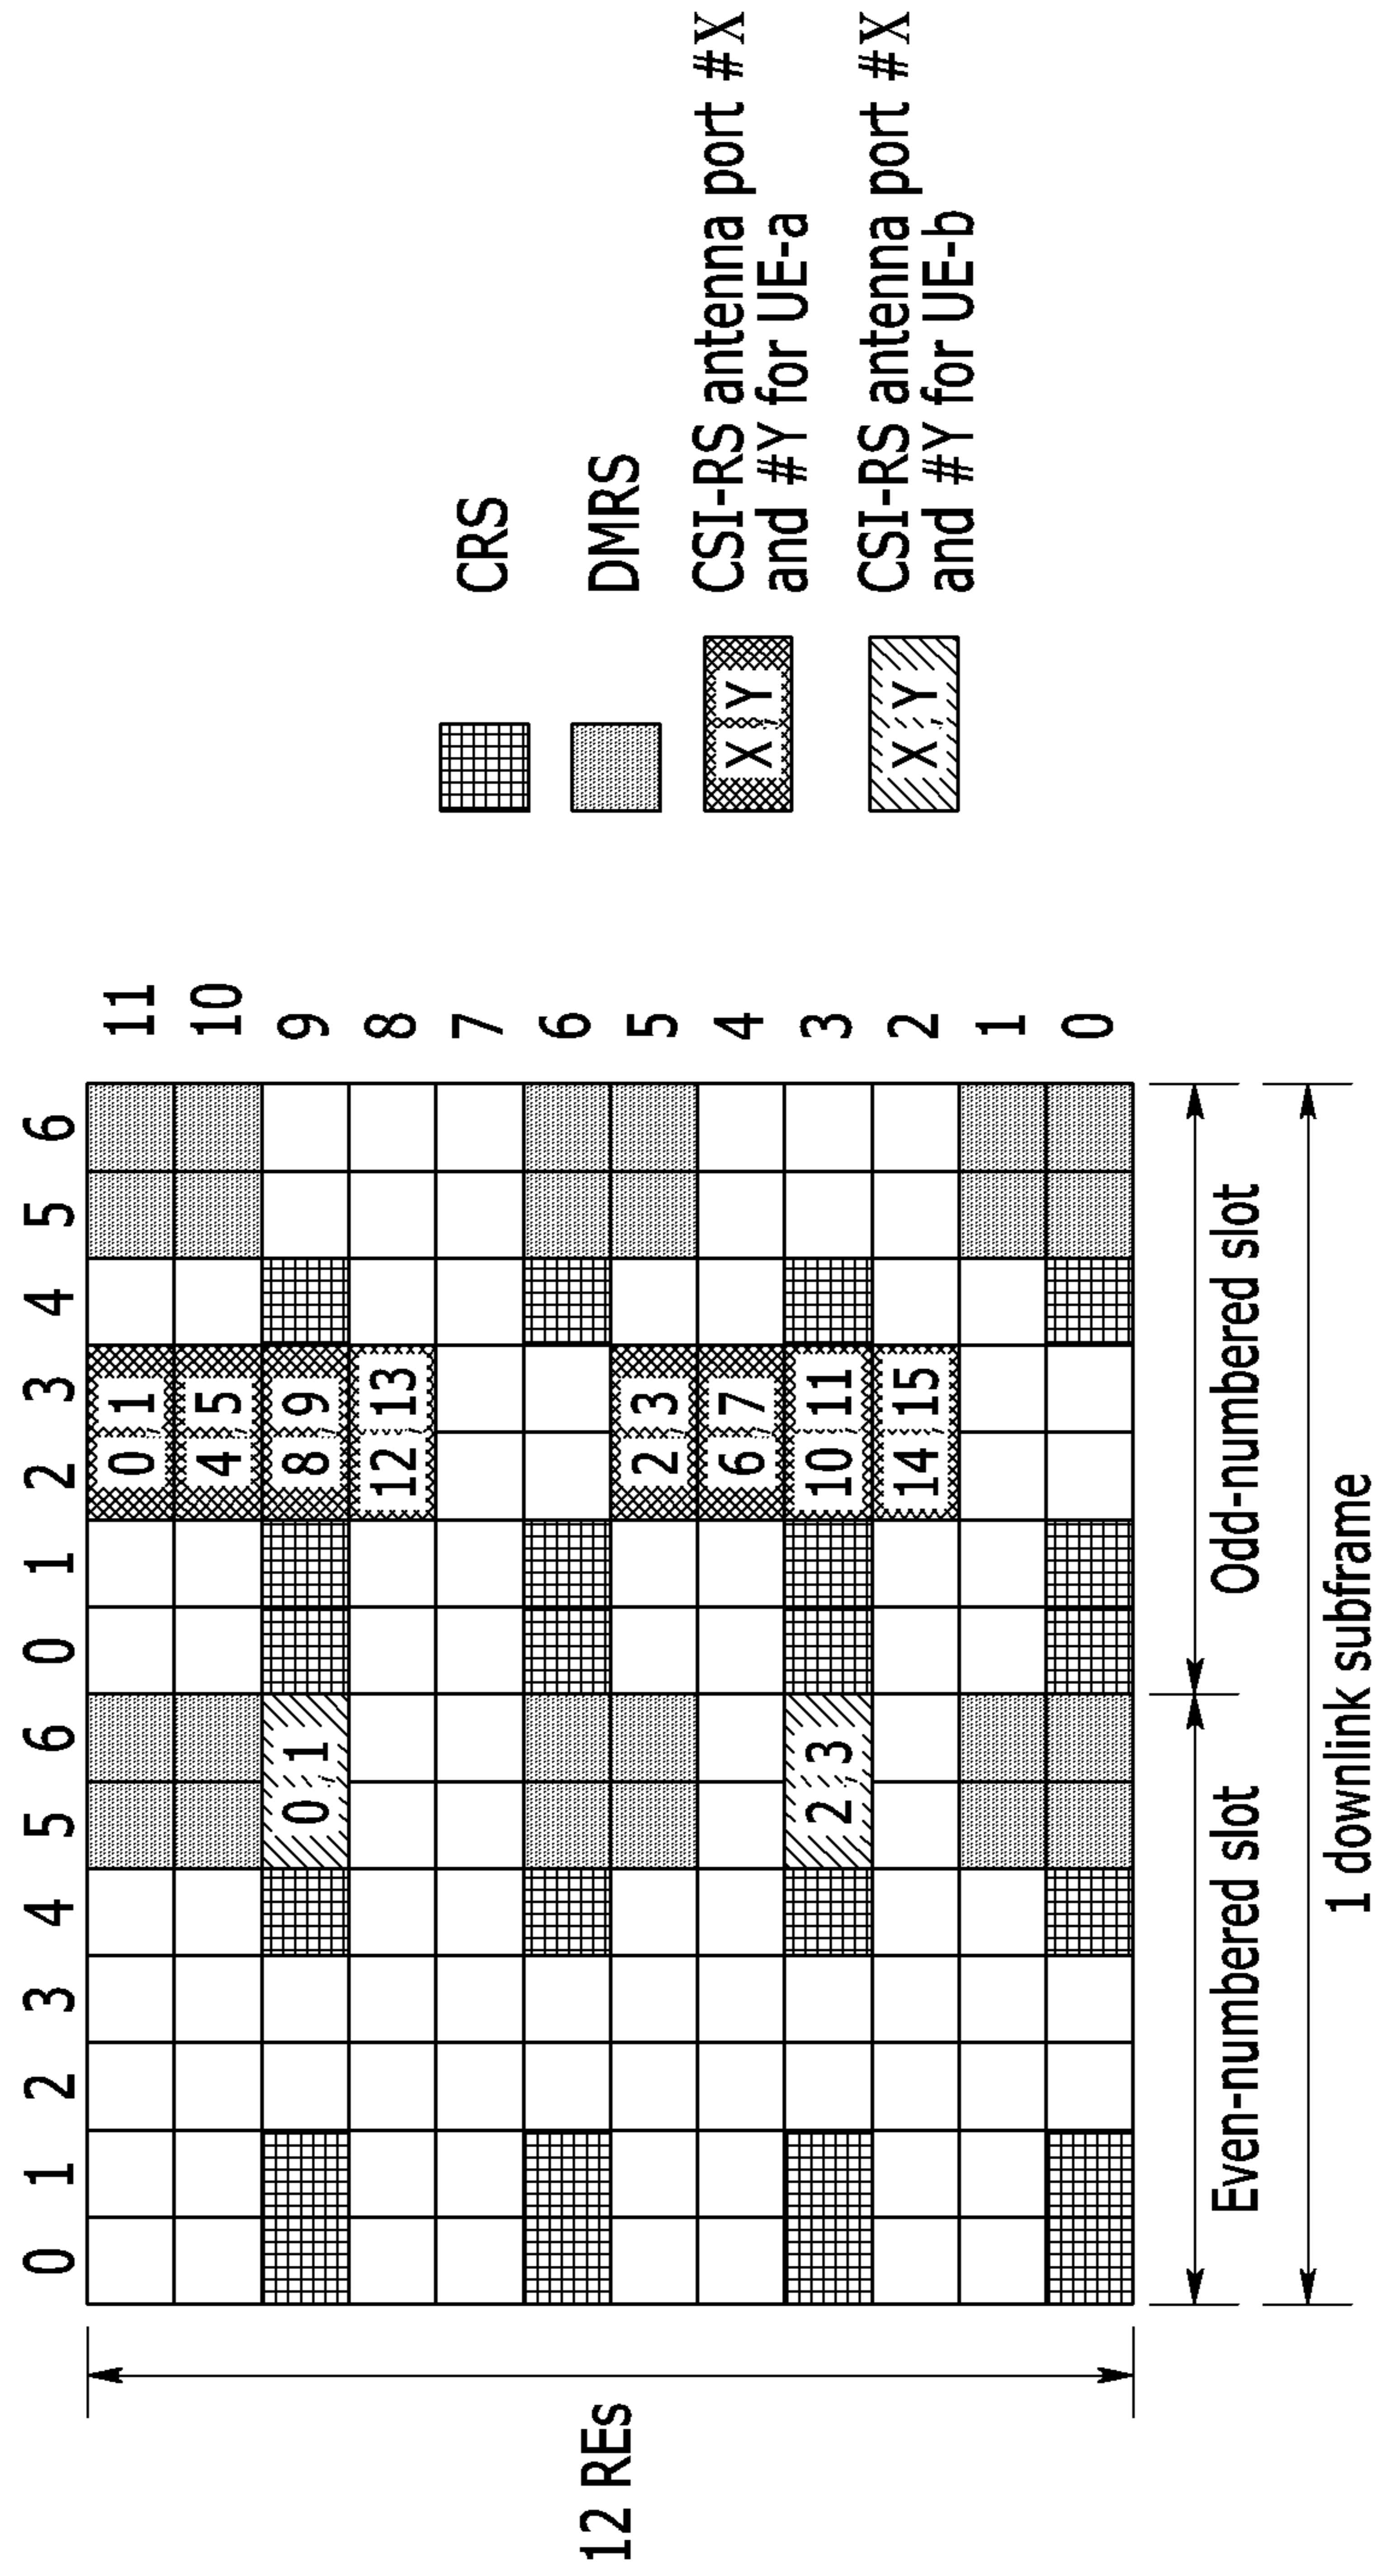 0 1 2 3 4 5 6 0 1 2 3 4 5 6
0,1 11
4,5 10
0,1 8,9 9
12,13 8
7
6
12 REs
2,3 5
6,7 4
2,3 10,11 3
14,15 2
1
0
Even-numbered slot Odd-numbered slot
1 downlink subframe
CRS
DMRS
X,Y CSI-RS antenna port #X
and #Y for UE-a
X,Y CSI-RS antenna port #X
and #Y for UE-b